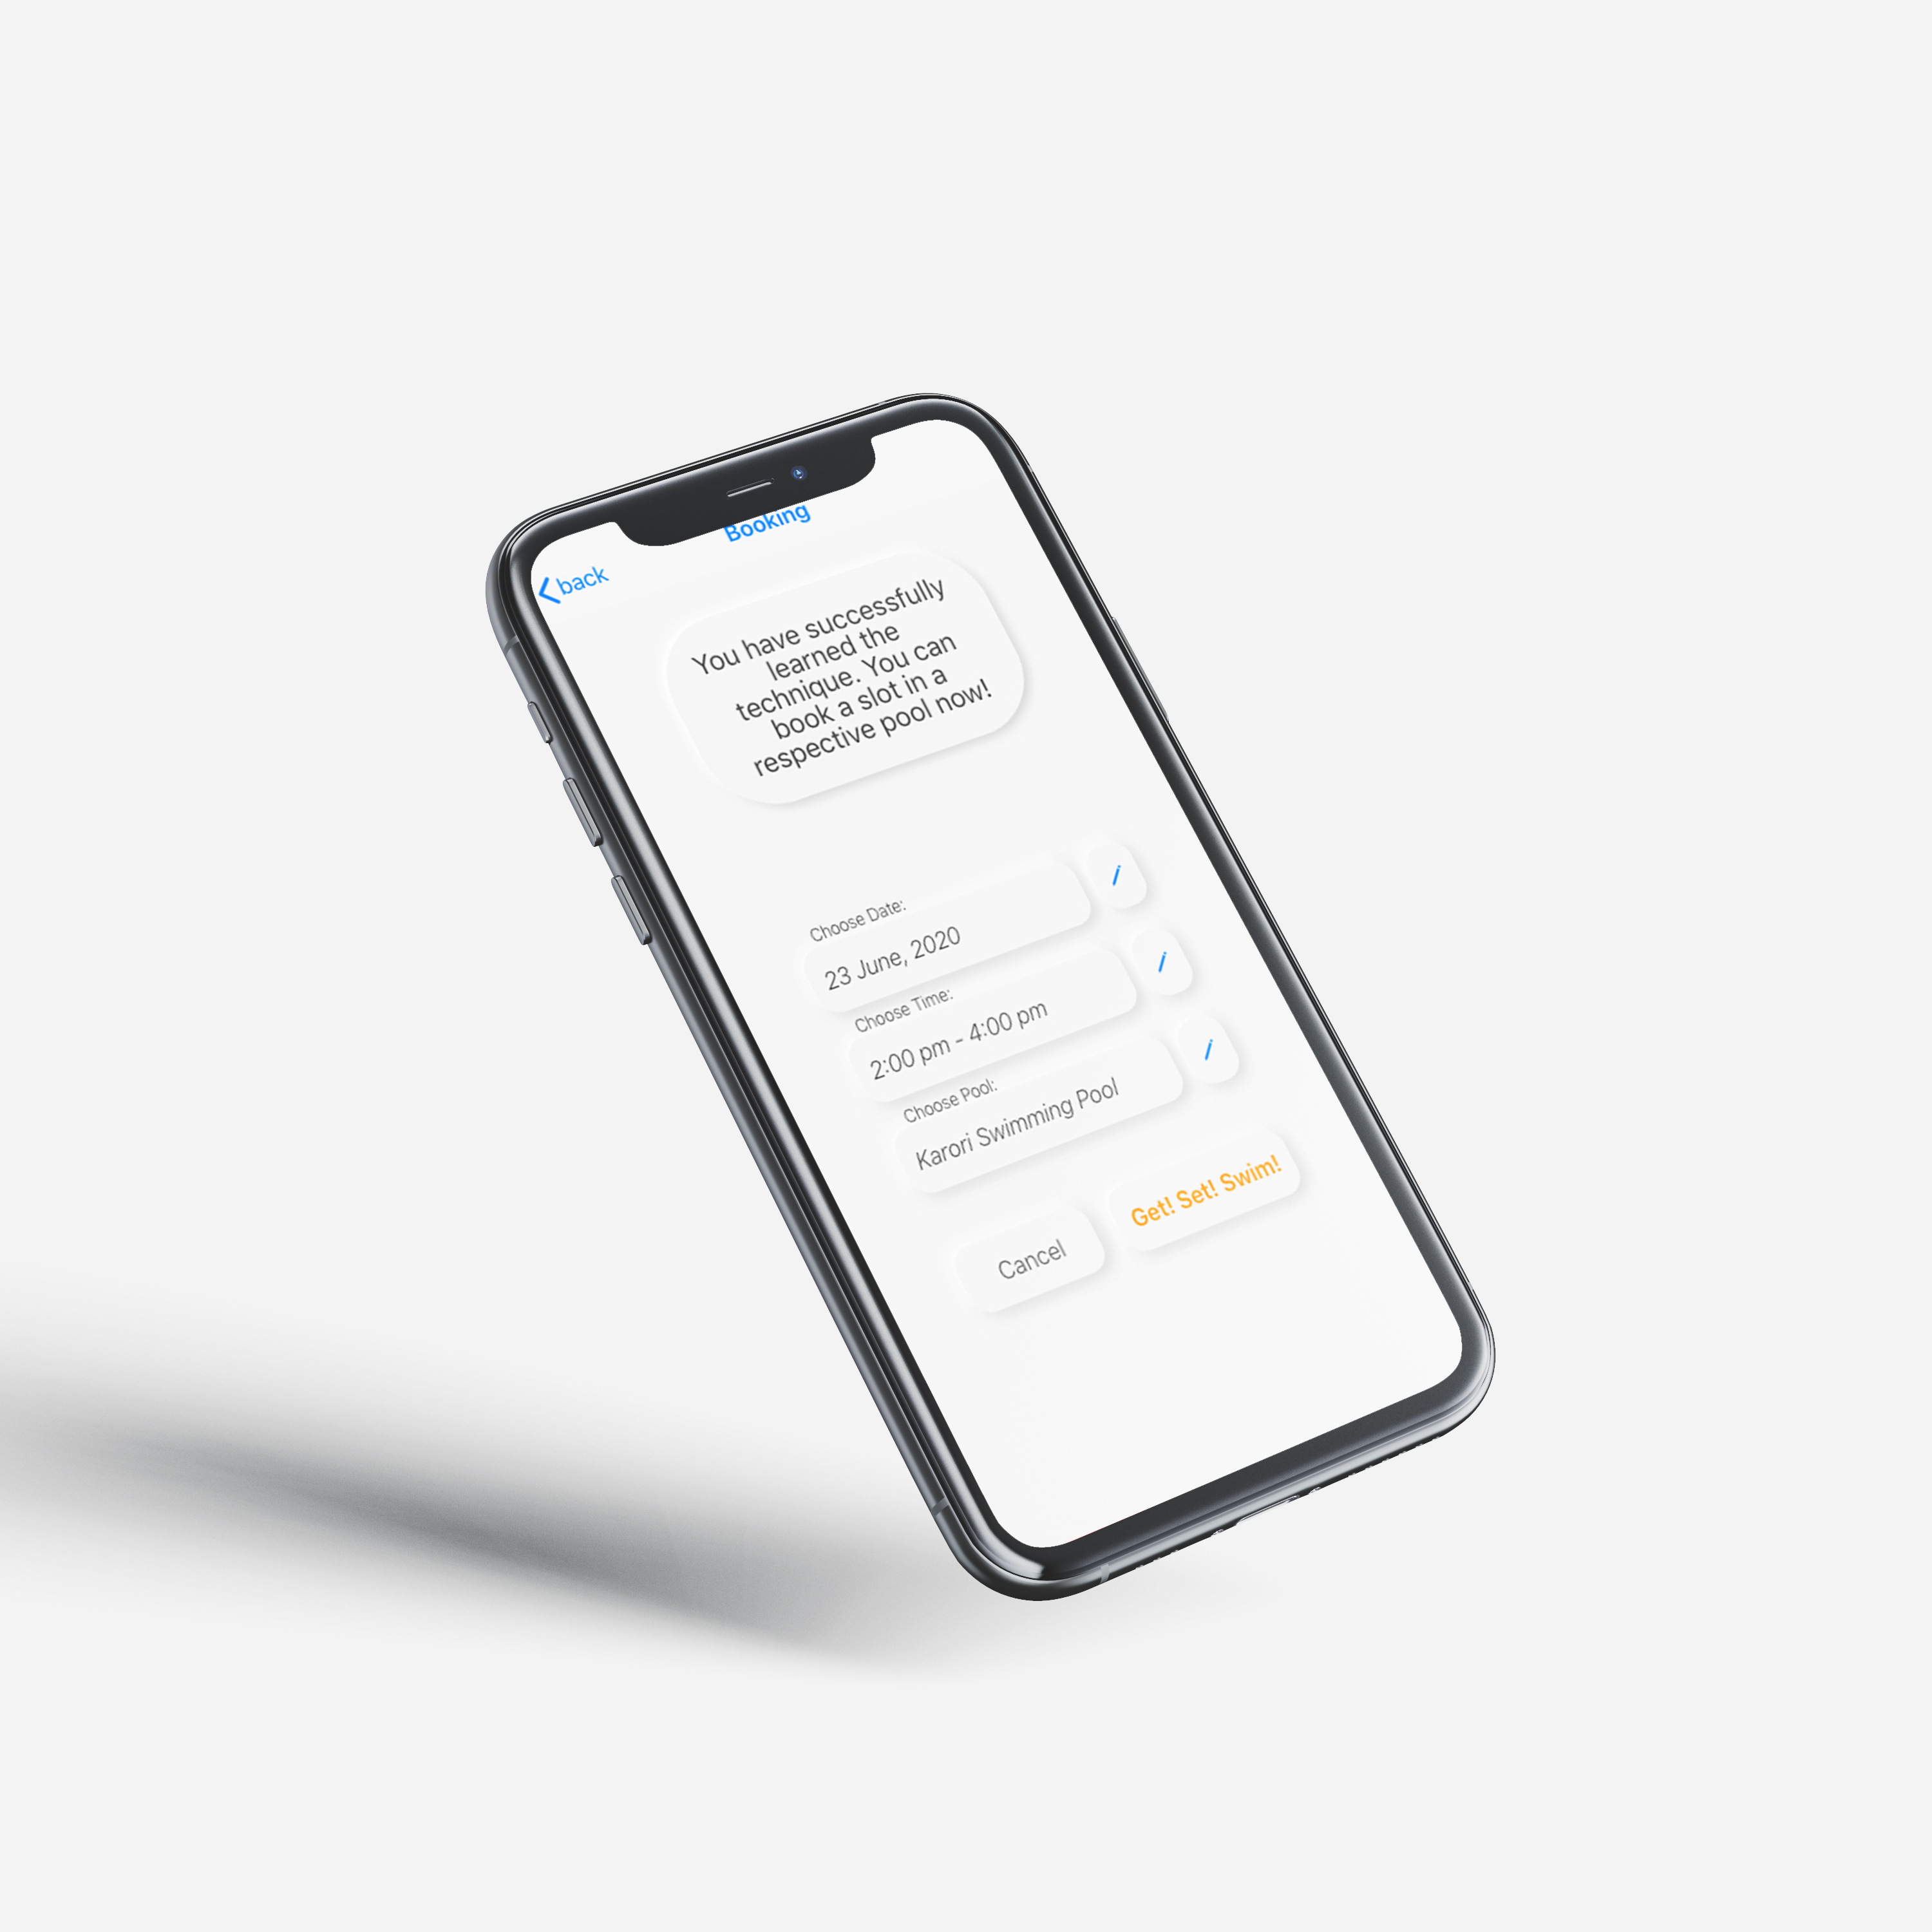 Booking
back
You have successfully
learned the
technique. You can
book a slot in a
respective pool now!
Choose Date:
23 June, 2020
Choose Time:
2:00 pm - 4:00 pm
Choose Pool:
Karori Swimming Pool
Cancel
Get! Set! Swim!